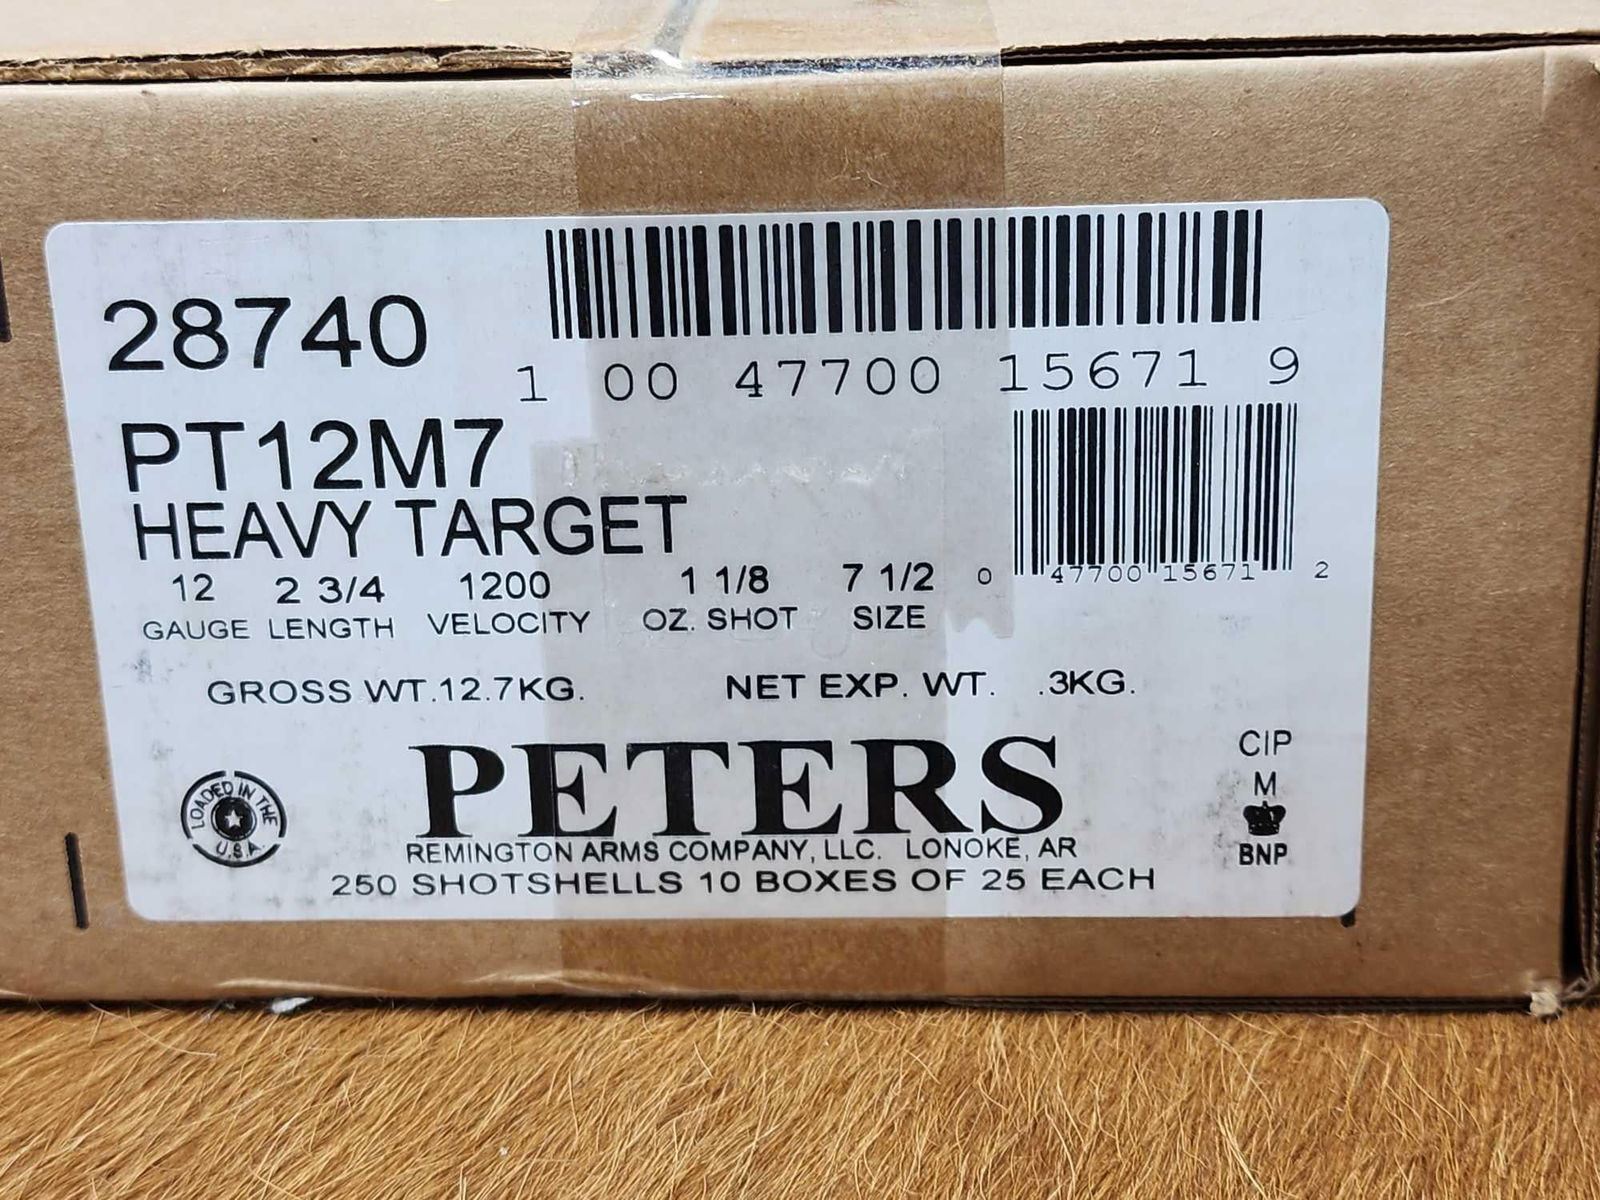 28740
1 00 47700 15671 9
PT12M7
HEAVY TARGET
12 2 3/4 1200 1 1/8 7 1/2
GAUGE LENGTH VELOCITY OZ. SHOT SIZE
0 47700 15671 2
GROSS WT.12.7KG. NET EXP. WT. .3KG.
PETERS
CIP
M
BNP
LOADED IN THE
U.S.A.
REMINGTON ARMS COMPANY, LLC. LONOKE, AR
250 SHOTSHELLS 10 BOXES OF 25 EACH